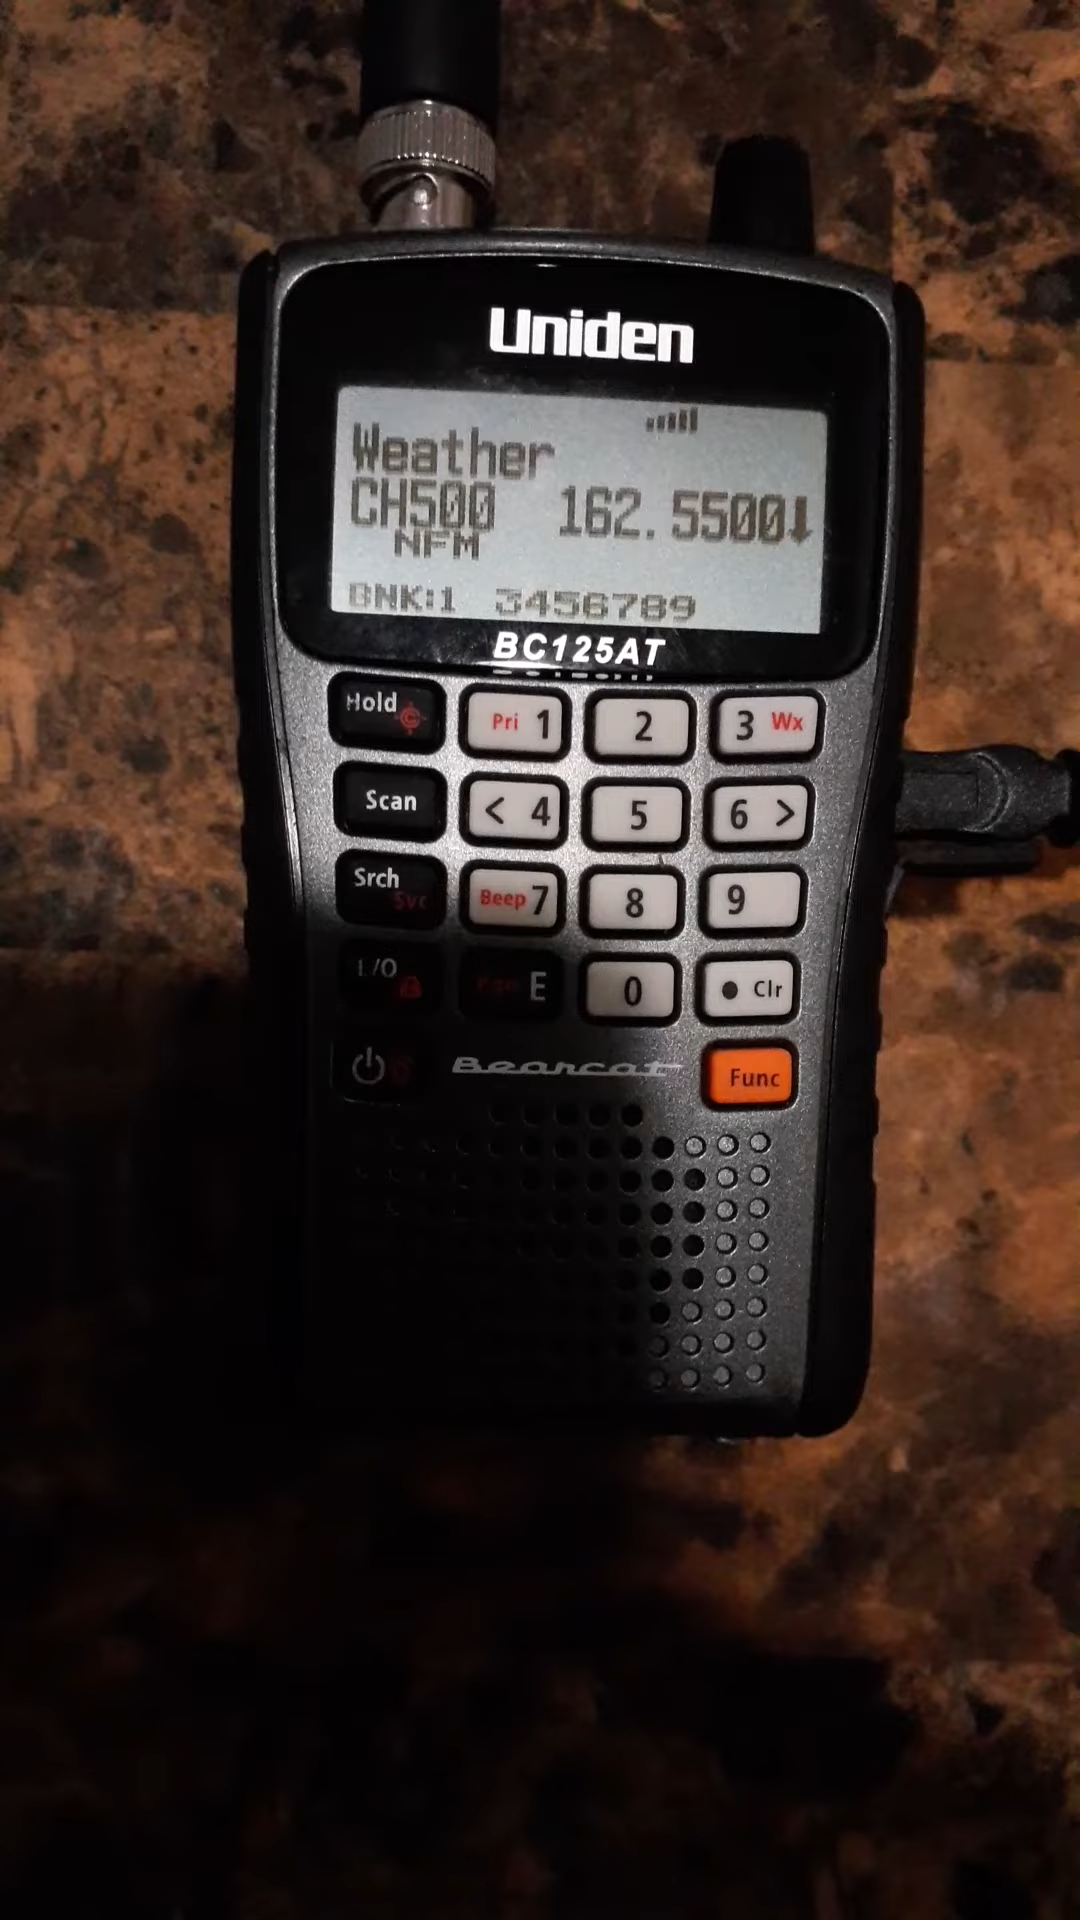 Uniden
Weather
CH500 162.5500
NFM
BNK:1 3456789
BC125AT
Hold
Pri 1
2
3 Wx
Scan
< 4
5
6 >
Srch Svc
Beep 7
8
9
L/O
E
0
• Clr
Bearcat
Func